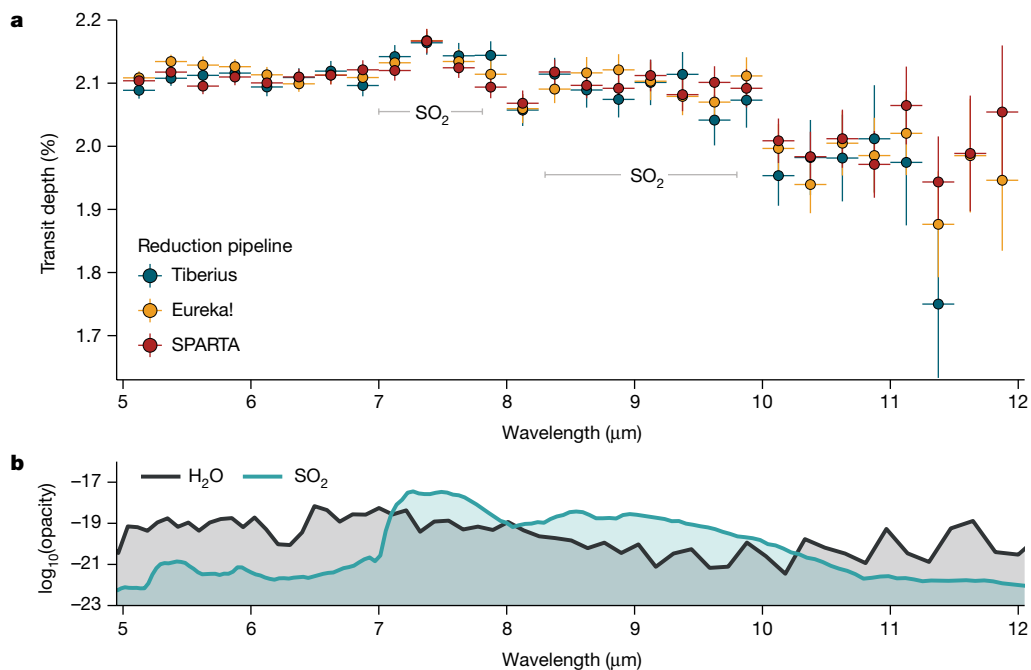 a
2.2
2.1
2.0
1.9
1.8
1.7
Transit depth (%)
SO2
SO2
Reduction pipeline
Tiberius
Eureka!
SPARTA
5 6 7 8 9 10 11 12
Wavelength (μm)
b
H2O SO2
−17
−19
−21
−23
log10(opacity)
5 6 7 8 9 10 11 12
Wavelength (μm)